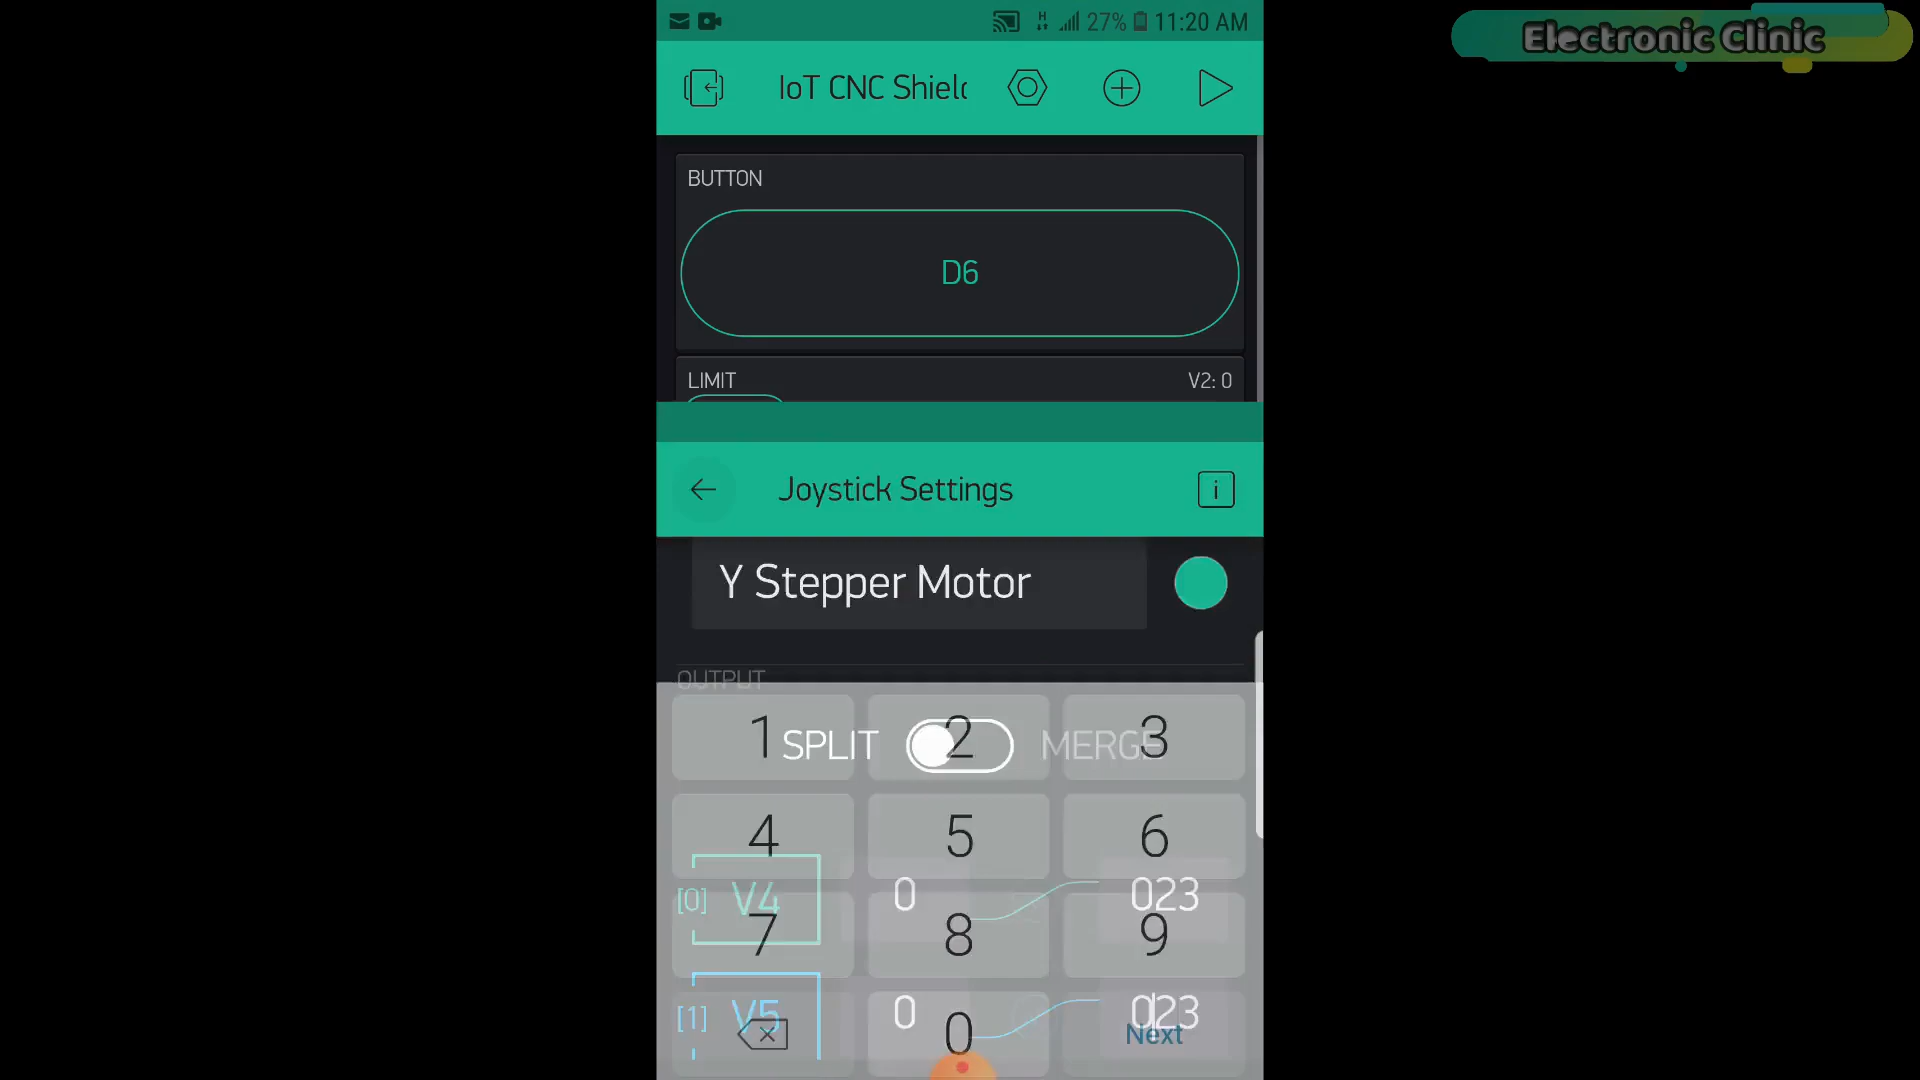 Electronic Clinic
27% 11:20 AM
IoT CNC Shield
BUTTON
D6
LIMIT V2: 0
Joystick Settings
Y Stepper Motor
OUTPUT
1 2 3
SPLIT MERGE
4 5 6
[0] V4 0 023
7 8 9
[1] V5 0 023
0 Next